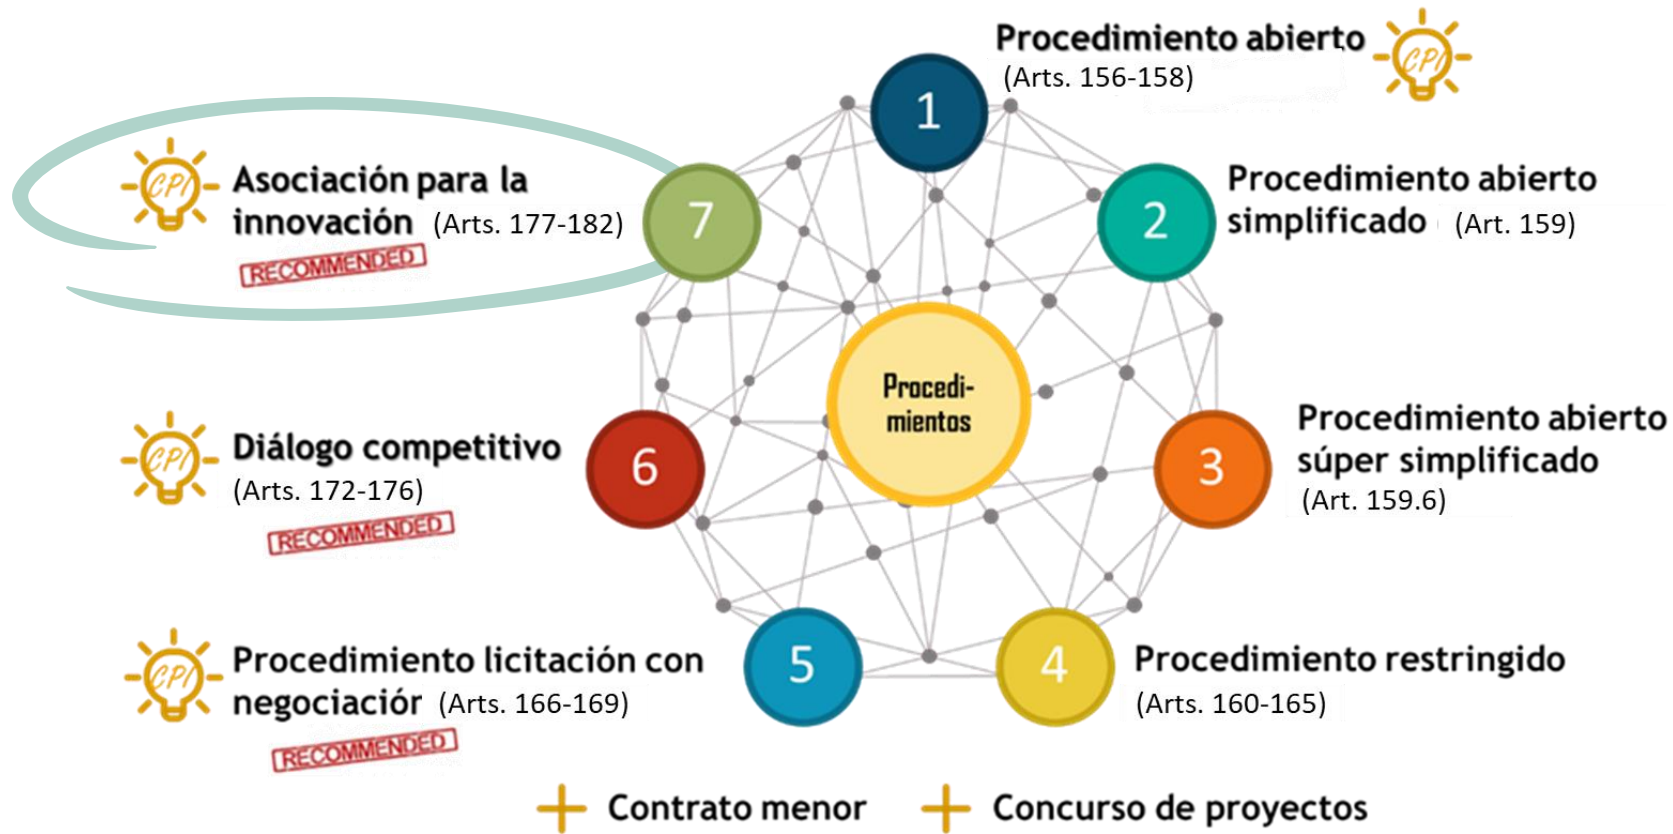 Procedimiento abierto
CPI
(Arts. 156-158)
1
CPI
Asociación para la
innovación (Arts. 177-182)
RECOMMENDED
7
2
Procedimiento abierto
simplificado (Art. 159)
Procedi-
mientos
CPI
Diálogo competitivo
(Arts. 172-176)
RECOMMENDED
6
3
Procedimiento abierto
súper simplificado
(Art. 159.6)
CPI
Procedimiento licitación con
negociaciór (Arts. 166-169)
RECOMMENDED
5
4
Procedimiento restringido
(Arts. 160-165)
+ Contrato menor
+ Concurso de proyectos